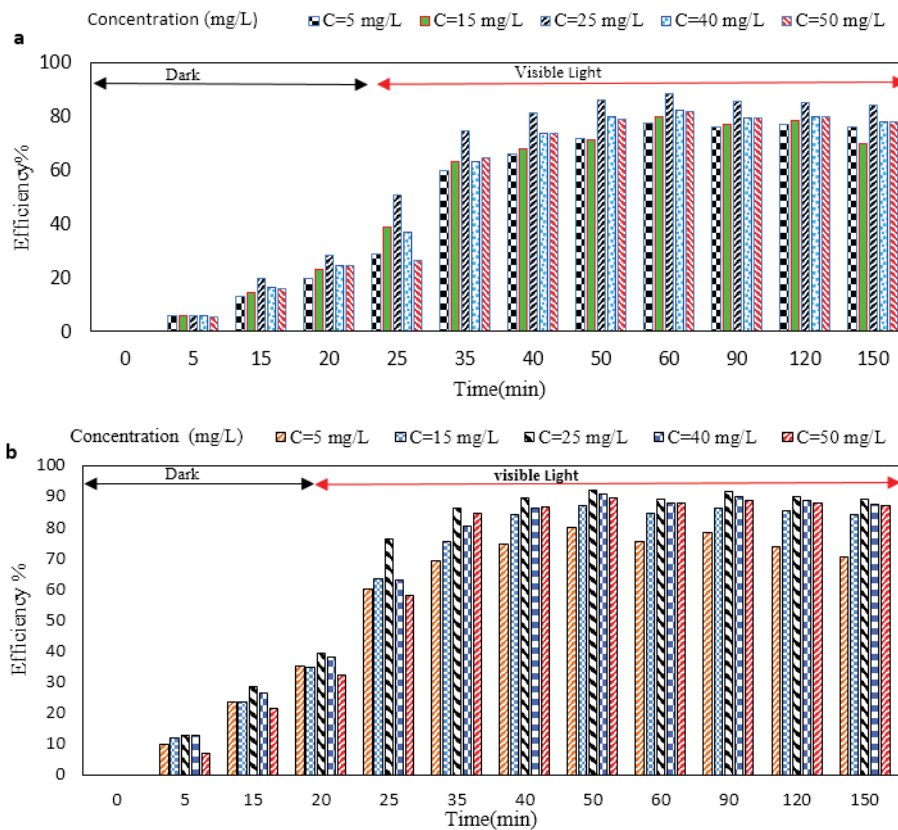 Concentration (mg/L) C=5 mg/L C=15 mg/L C=25 mg/L C=40 mg/L C=50 mg/L
a
Dark Visible Light
100
80
60
40
20
0
Efficiency%
0 5 15 20 25 35 40 50 60 90 120 150
Time(min)
Concentration (mg/L) C=5 mg/L C=15 mg/L C=25 mg/L C=40 mg/L C=50 mg/L
b
Dark visible Light
100
90
80
70
60
50
40
30
20
10
0
Efficiency %
0 5 15 20 25 35 40 50 60 90 120 150
Time(min)